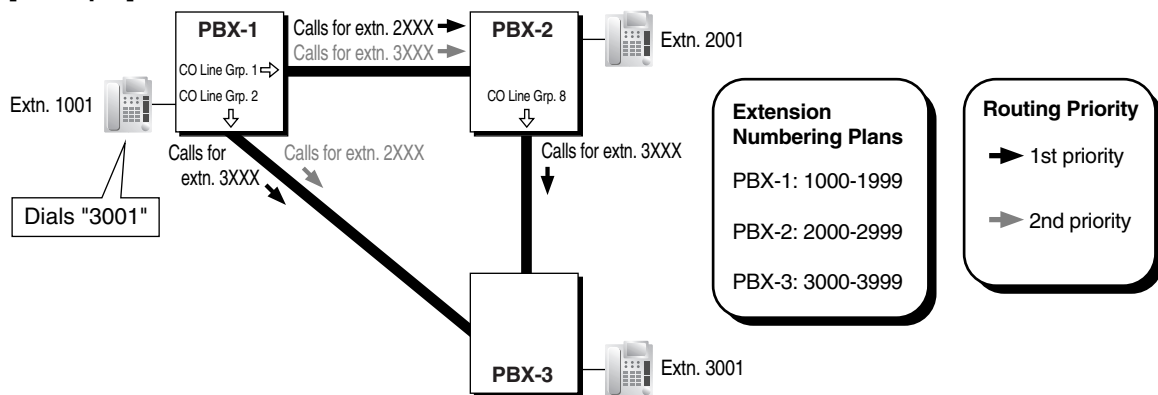 PBX-1
Calls for extn. 2XXX
Calls for extn. 3XXX
PBX-2
Extn. 2001
CO Line Grp. 1
CO Line Grp. 2
CO Line Grp. 8
Extn. 1001
Calls for
extn. 3XXX
Calls for extn. 2XXX
Calls for extn. 3XXX
Dials "3001"
PBX-3
Extn. 3001
Extension
Numbering Plans
PBX-1: 1000-1999
PBX-2: 2000-2999
PBX-3: 3000-3999
Routing Priority
1st priority
2nd priority